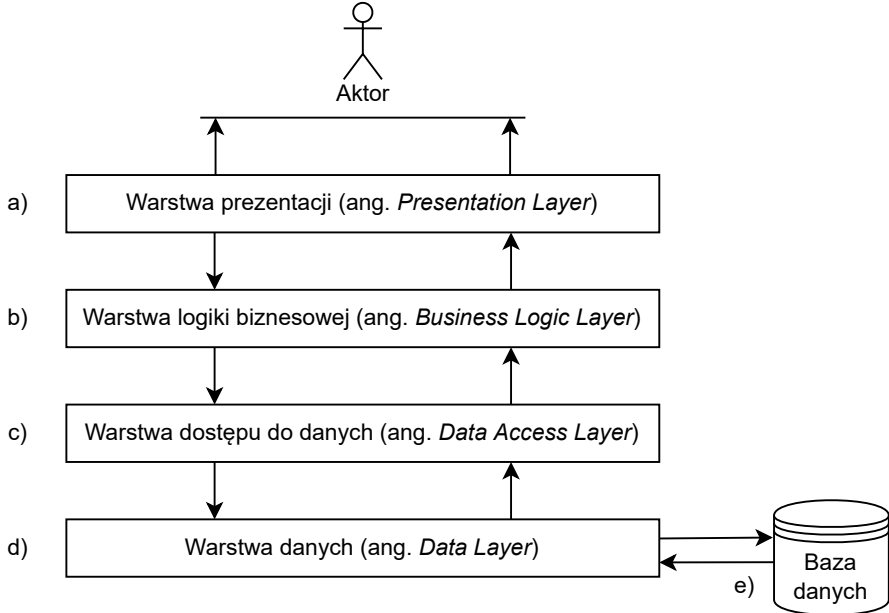 Aktor
a) Warstwa prezentacji (ang. Presentation Layer)
b) Warstwa logiki biznesowej (ang. Business Logic Layer)
c) Warstwa dostępu do danych (ang. Data Access Layer)
d) Warstwa danych (ang. Data Layer)
e) Baza
danych